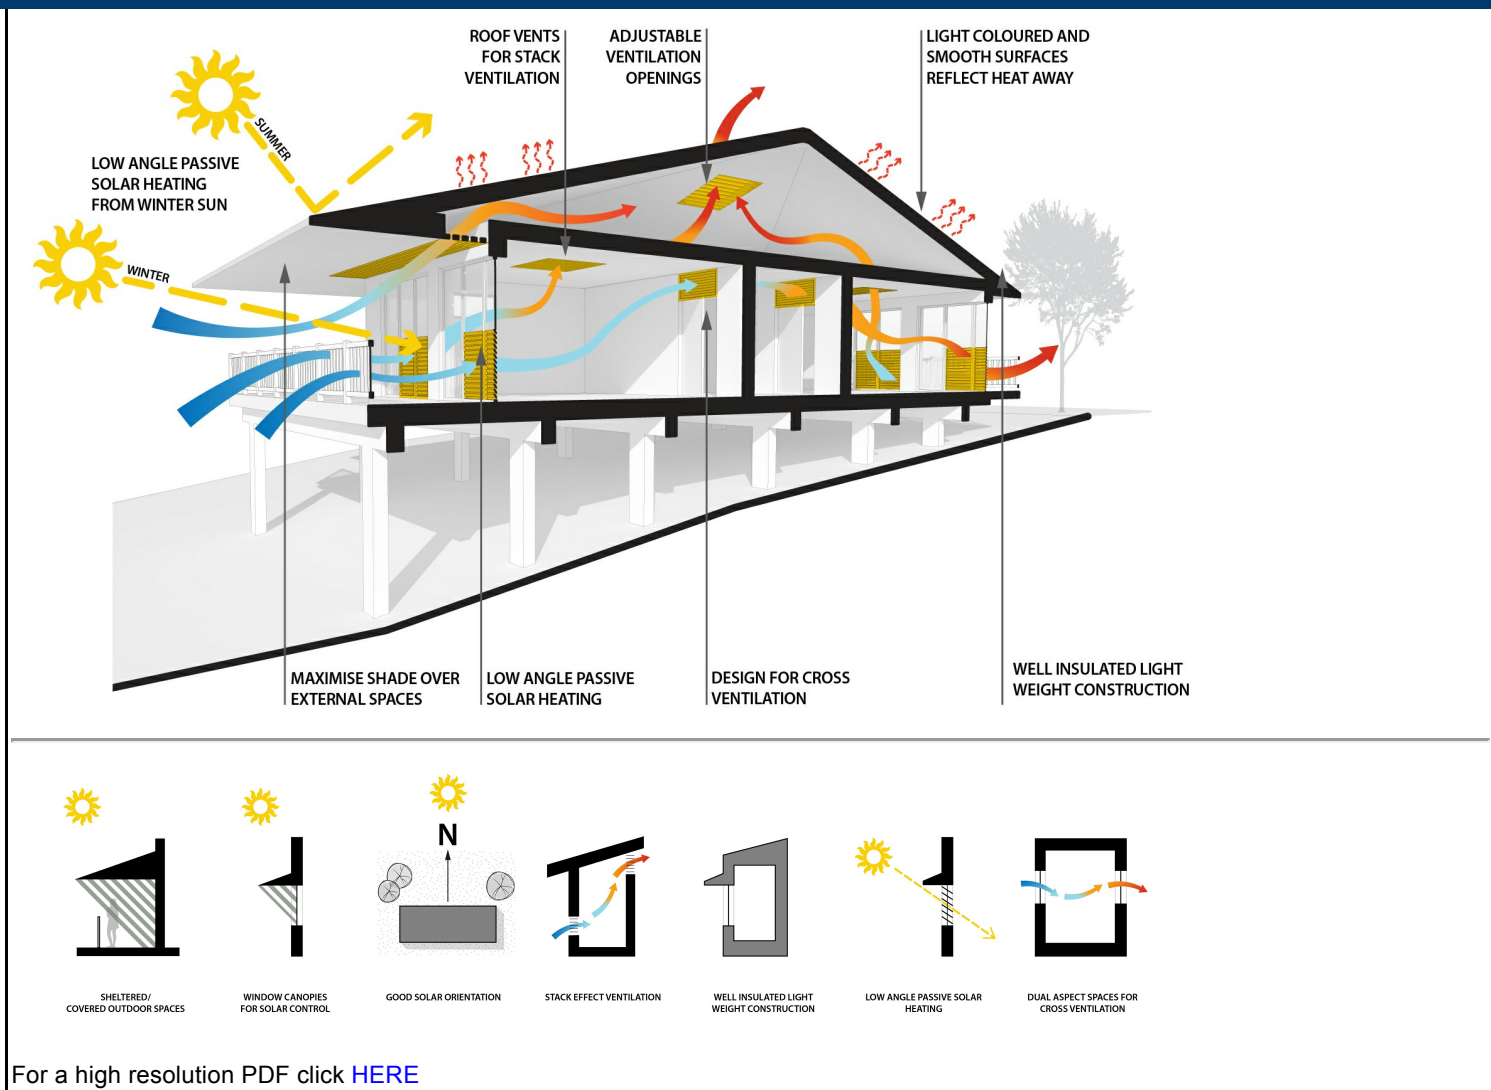 ROOF VENTS
FOR STACK
VENTILATION
ADJUSTABLE
VENTILATION
OPENINGS
LIGHT COLOURED AND
SMOOTH SURFACES
REFLECT HEAT AWAY
SUMMER
LOW ANGLE PASSIVE
SOLAR HEATING
FROM WINTER SUN
WINTER
MAXIMISE SHADE OVER
EXTERNAL SPACES
LOW ANGLE PASSIVE
SOLAR HEATING
DESIGN FOR CROSS
VENTILATION
WELL INSULATED LIGHT
WEIGHT CONSTRUCTION
N
SHELTERED/
COVERED OUTDOOR SPACES
WINDOW CANOPIES
FOR SOLAR CONTROL
GOOD SOLAR ORIENTATION
STACK EFFECT VENTILATION
WELL INSULATED LIGHT
WEIGHT CONSTRUCTION
LOW ANGLE PASSIVE SOLAR
HEATING
DUAL ASPECT SPACES FOR
CROSS VENTILATION
For a high resolution PDF click HERE